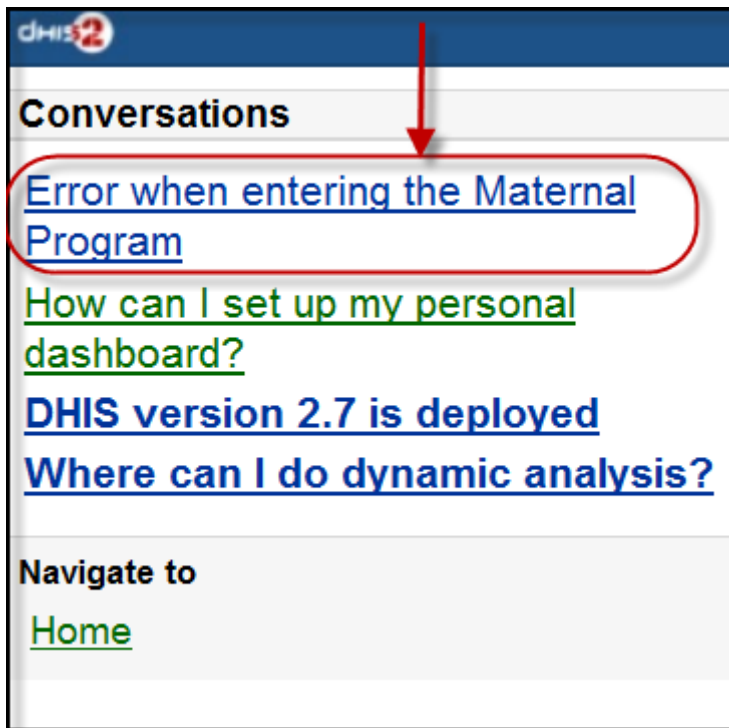 dHIS2
Conversations
Error when entering the Maternal
Program
How can I set up my personal
dashboard?
DHIS version 2.7 is deployed
Where can I do dynamic analysis?
Navigate to
Home